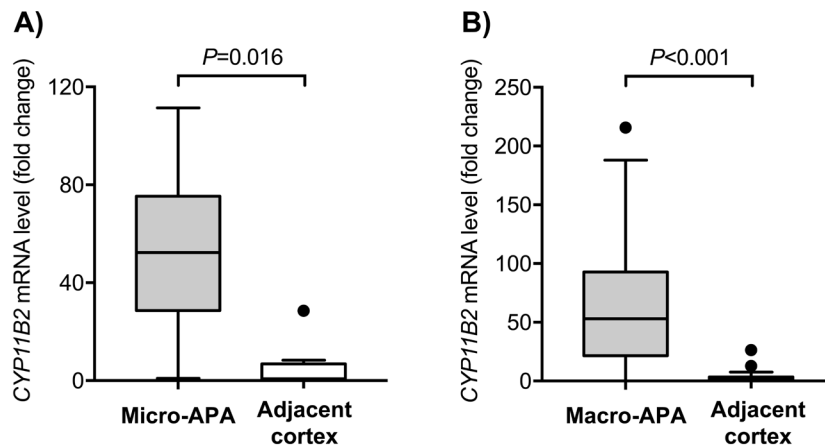 A)
P=0.016
CYP11B2 mRNA level (fold change)
120
80
40
0
Micro-APA
Adjacent
cortex
B)
P<0.001
CYP11B2 mRNA level (fold change)
250
200
150
100
50
0
Macro-APA
Adjacent
cortex